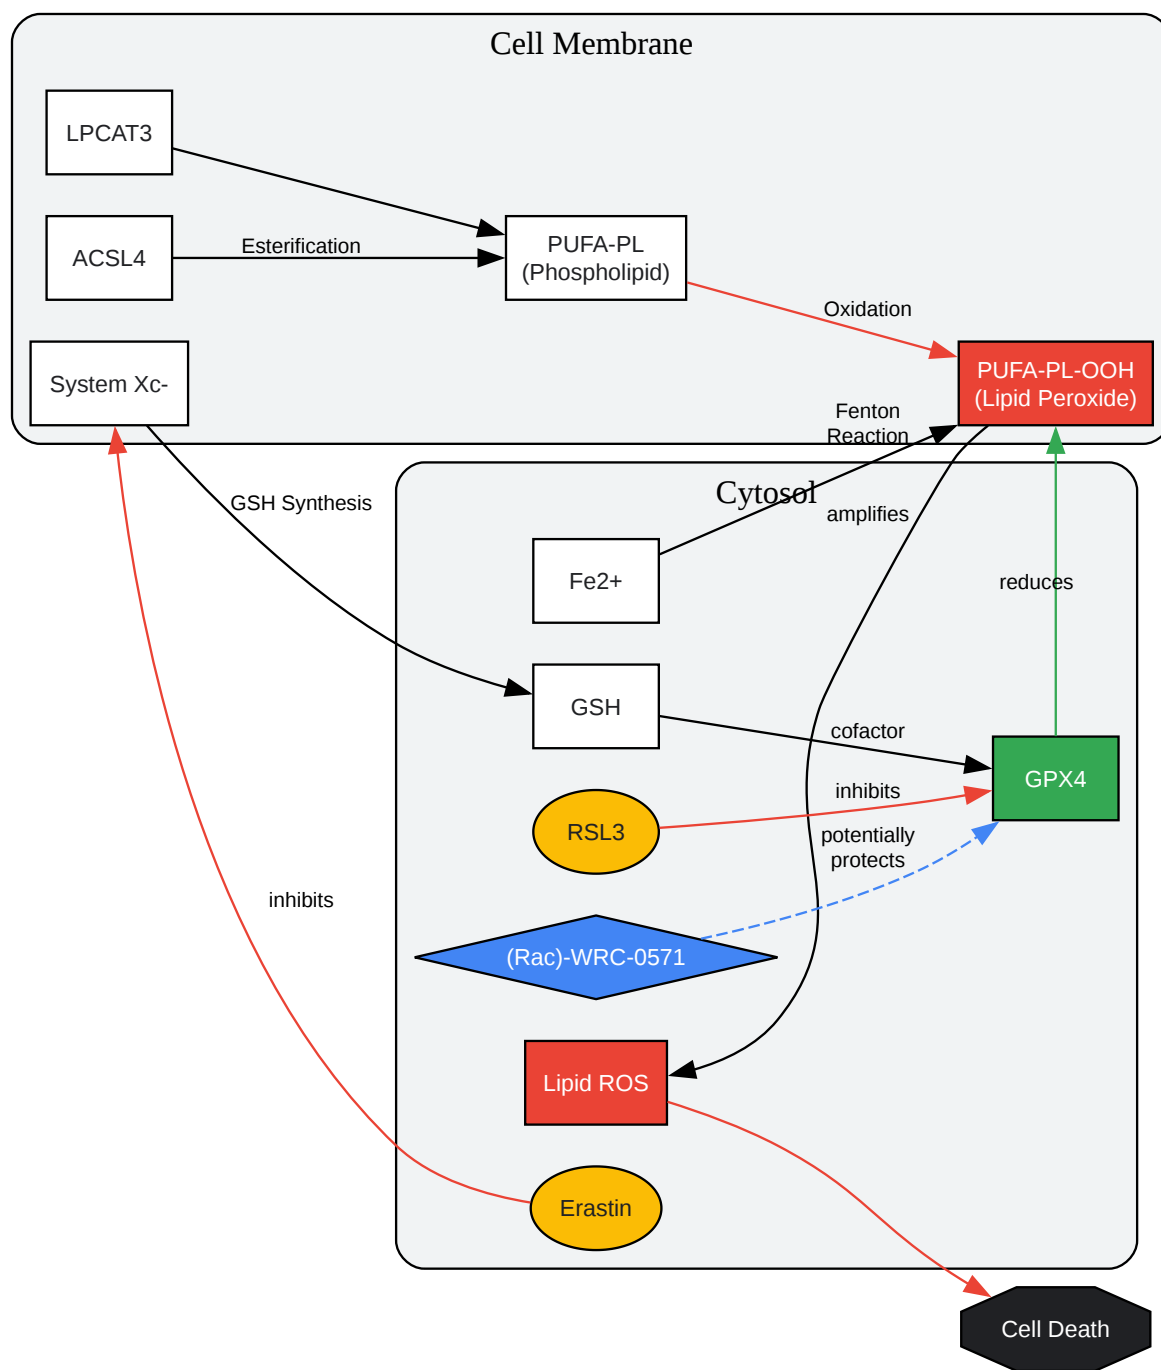 Cell Membrane
LPCAT3
ACSL4
Esterification
PUFA-PL
(Phospholipid)
Oxidation
System Xc-
PUFA-PL-OOH
(Lipid Peroxide)
Fenton
Reaction
GSH Synthesis
Cytosol
amplifies
Fe2+
reduces
GSH
cofactor
GPX4
inhibits
RSL3
potentially
protects
inhibits
(Rac)-WRC-0571
Lipid ROS
Erastin
Cell Death